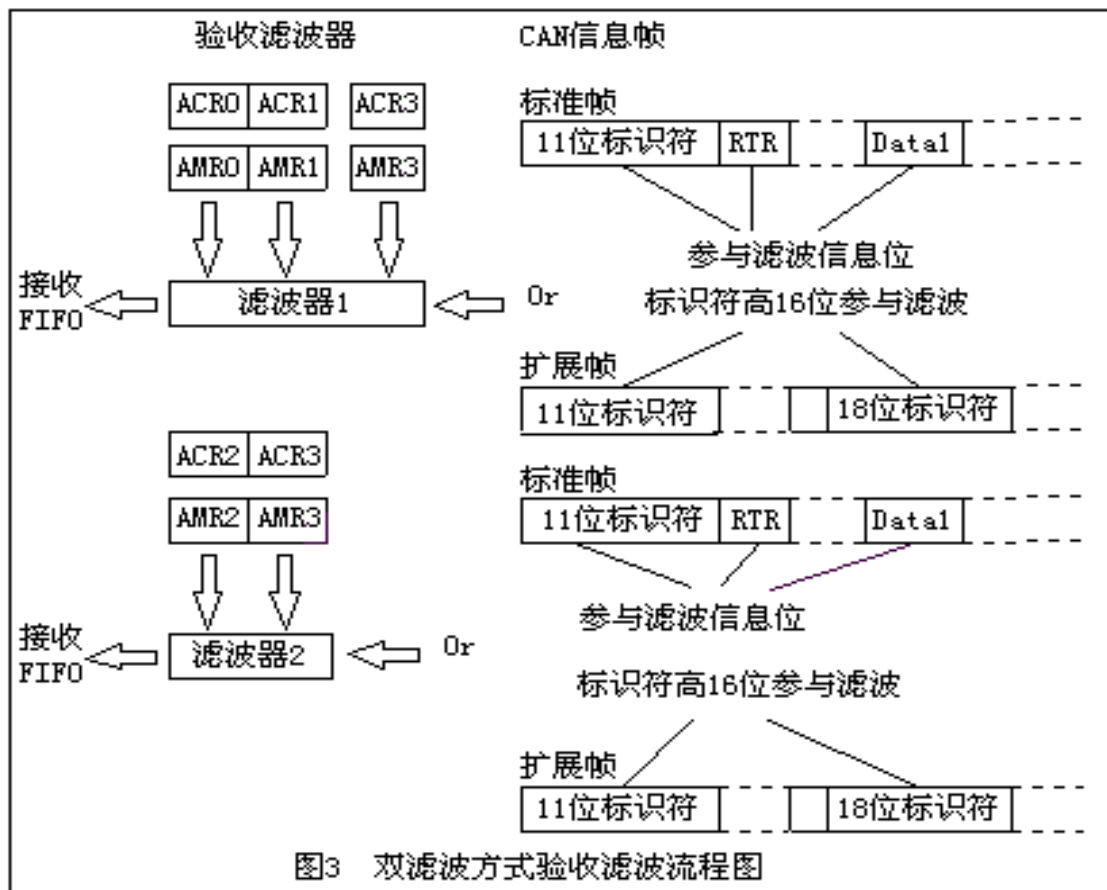 验收滤波器 CAN信息帧
ACR0 ACR1 ACR3
标准帧
AMR0 AMR1 AMR3
11位标识符 RTR Data1
参与滤波信息位
接收
FIFO
滤波器1
Or
标识符高16位参与滤波
扩展帧
11位标识符 18位标识符
ACR2 ACR3
标准帧
AMR2 AMR3
11位标识符 RTR Data1
参与滤波信息位
接收
FIFO
滤波器2
Or
标识符高16位参与滤波
扩展帧
11位标识符 18位标识符
图3 双滤波方式验收滤波流程图